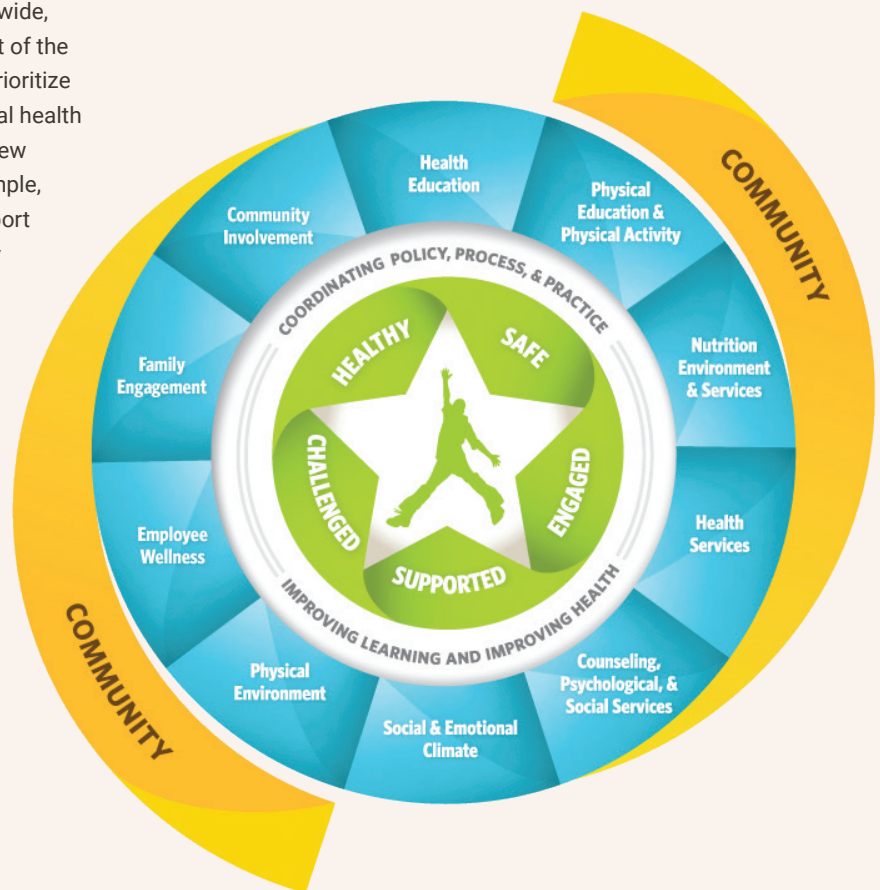 wide,
t of the
rioritize
al health
ew
nple,
port
COMMUNITY
Health
Education
Physical
Education &
Physical Activity
Nutrition
Environment
& Services
Health
Services
Counseling,
Psychological, &
Social Services
Social & Emotional
Climate
Physical
Environment
Employee
Wellness
Family
Engagement
Community
Involvement
COORDINATING POLICY, PROCESS, & PRACTICE
IMPROVING LEARNING AND IMPROVING HEALTH
HEALTHY
SAFE
ENGAGED
SUPPORTED
CHALLENGED
COMMUNITY